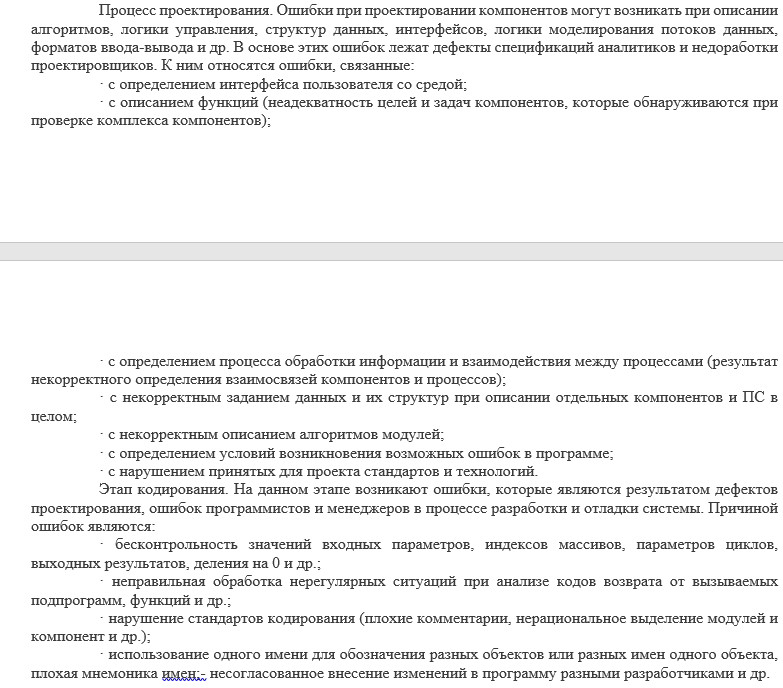 Процесс проектирования. Ошибки при проектировании компонентов могут возникать при описании
алгоритмов, логики управления, структур данных, интерфейсов, логики моделирования потоков данных,
форматов ввода-вывода и др. В основе этих ошибок лежат дефекты спецификаций аналитиков и недоработки
проектировщиков. К ним относятся ошибки, связанные:
· с определением интерфейса пользователя со средой;
· с описанием функций (неадекватность целей и задач компонентов, которые обнаруживаются при
проверке комплекса компонентов);
· с определением процесса обработки информации и взаимодействия между процессами (результат
некорректного определения взаимосвязей компонентов и процессов);
· с некорректным заданием данных и их структур при описании отдельных компонентов и ПС в
целом;
· с некорректным описанием алгоритмов модулей;
· с определением условий возникновения возможных ошибок в программе;
· с нарушением принятых для проекта стандартов и технологий.
Этап кодирования. На данном этапе возникают ошибки, которые являются результатом дефектов
проектирования, ошибок программистов и менеджеров в процессе разработки и отладки системы. Причиной
ошибок являются:
· бесконтрольность значений входных параметров, индексов массивов, параметров циклов,
выходных результатов, деления на 0 и др.;
· неправильная обработка нерегулярных ситуаций при анализе кодов возврата от вызываемых
подпрограмм, функций и др.;
· нарушение стандартов кодирования (плохие комментарии, нерациональное выделение модулей и
компонент и др.);
· использование одного имени для обозначения разных объектов или разных имен одного объекта,
плохая мнемоника имен;- несогласованное внесение изменений в программу разными разработчиками и др.